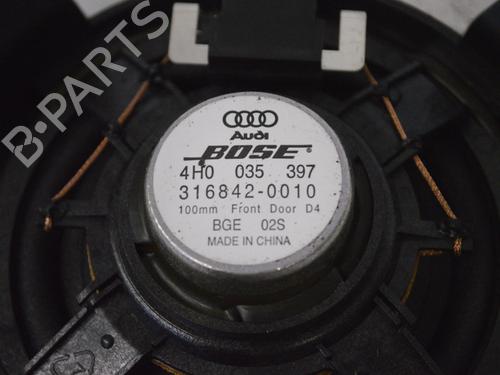 B-PARTS
Audi
BOSE
4H0 035 397
316842-0010
100mm Front Door D4
BGE 02S
MADE IN CHINA